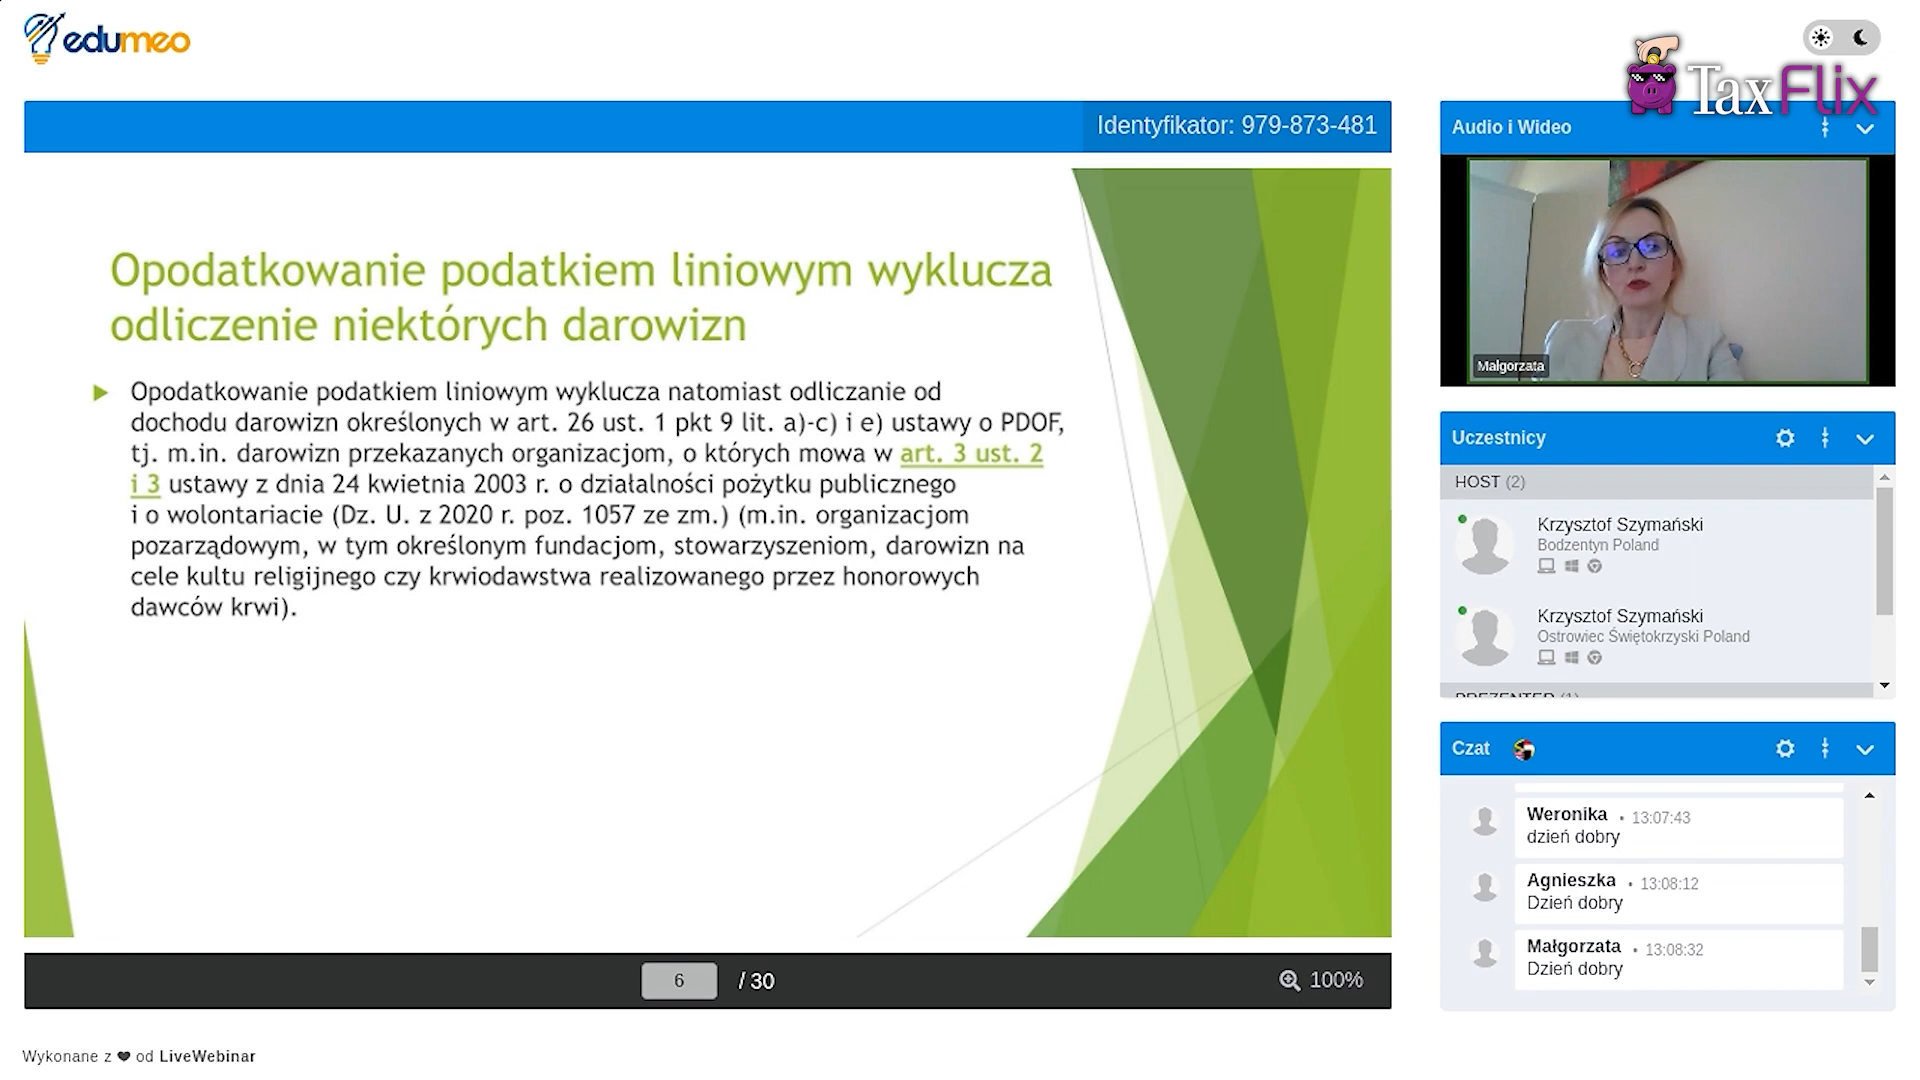 edumeo
TaxFlix
Identyfikator: 979-873-481
Opodatkowanie podatkiem liniowym wyklucza
odliczenie niektórych darowizn
Opodatkowanie podatkiem liniowym wyklucza natomiast odliczanie od
dochodu darowizn określonych w art. 26 ust. 1 pkt 9 lit. a)-c) i e) ustawy o PDOF,
tj. m.in. darowizn przekazanych organizacjom, o których mowa w art. 3 ust. 2
i 3 ustawy z dnia 24 kwietnia 2003 r. o działalności pożytku publicznego
i o wolontariacie (Dz. U. z 2020 r. poz. 1057 ze zm.) (m.in. organizacjom
pozarządowym, w tym określonym fundacjom, stowarzyszeniom, darowizn na
cele kultu religijnego czy krwiodawstwa realizowanego przez honorowych
dawców krwi).
6 / 30
100%
Wykonane z ❤ od LiveWebinar
Audio i Wideo
Małgorzata
Uczestnicy
HOST (2)
Krzysztof Szymański
Bodzentyn Poland
Krzysztof Szymański
Ostrowiec Świętokrzyski Poland
PREZENTER (1)
Czat
Weronika • 13:07:43
dzień dobry
Agnieszka • 13:08:12
Dzień dobry
Małgorzata • 13:08:32
Dzień dobry